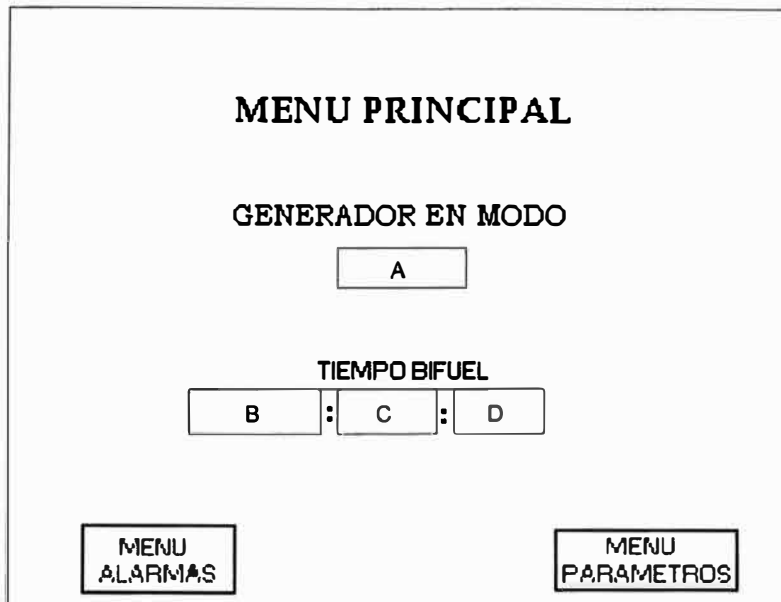 MENU PRINCIPAL
GENERADOR EN MODO
A
TIEMPO BIFUEL
B : C : D
MENU
ALARMAS
MENU
PARAMETROS